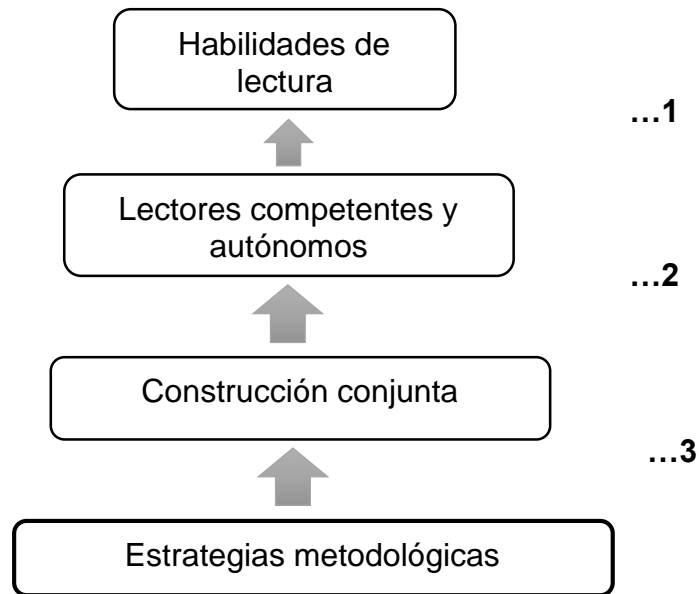 Habilidades de
lectura
…1
Lectores competentes y
autónomos
…2
Construcción conjunta
…3
Estrategias metodológicas